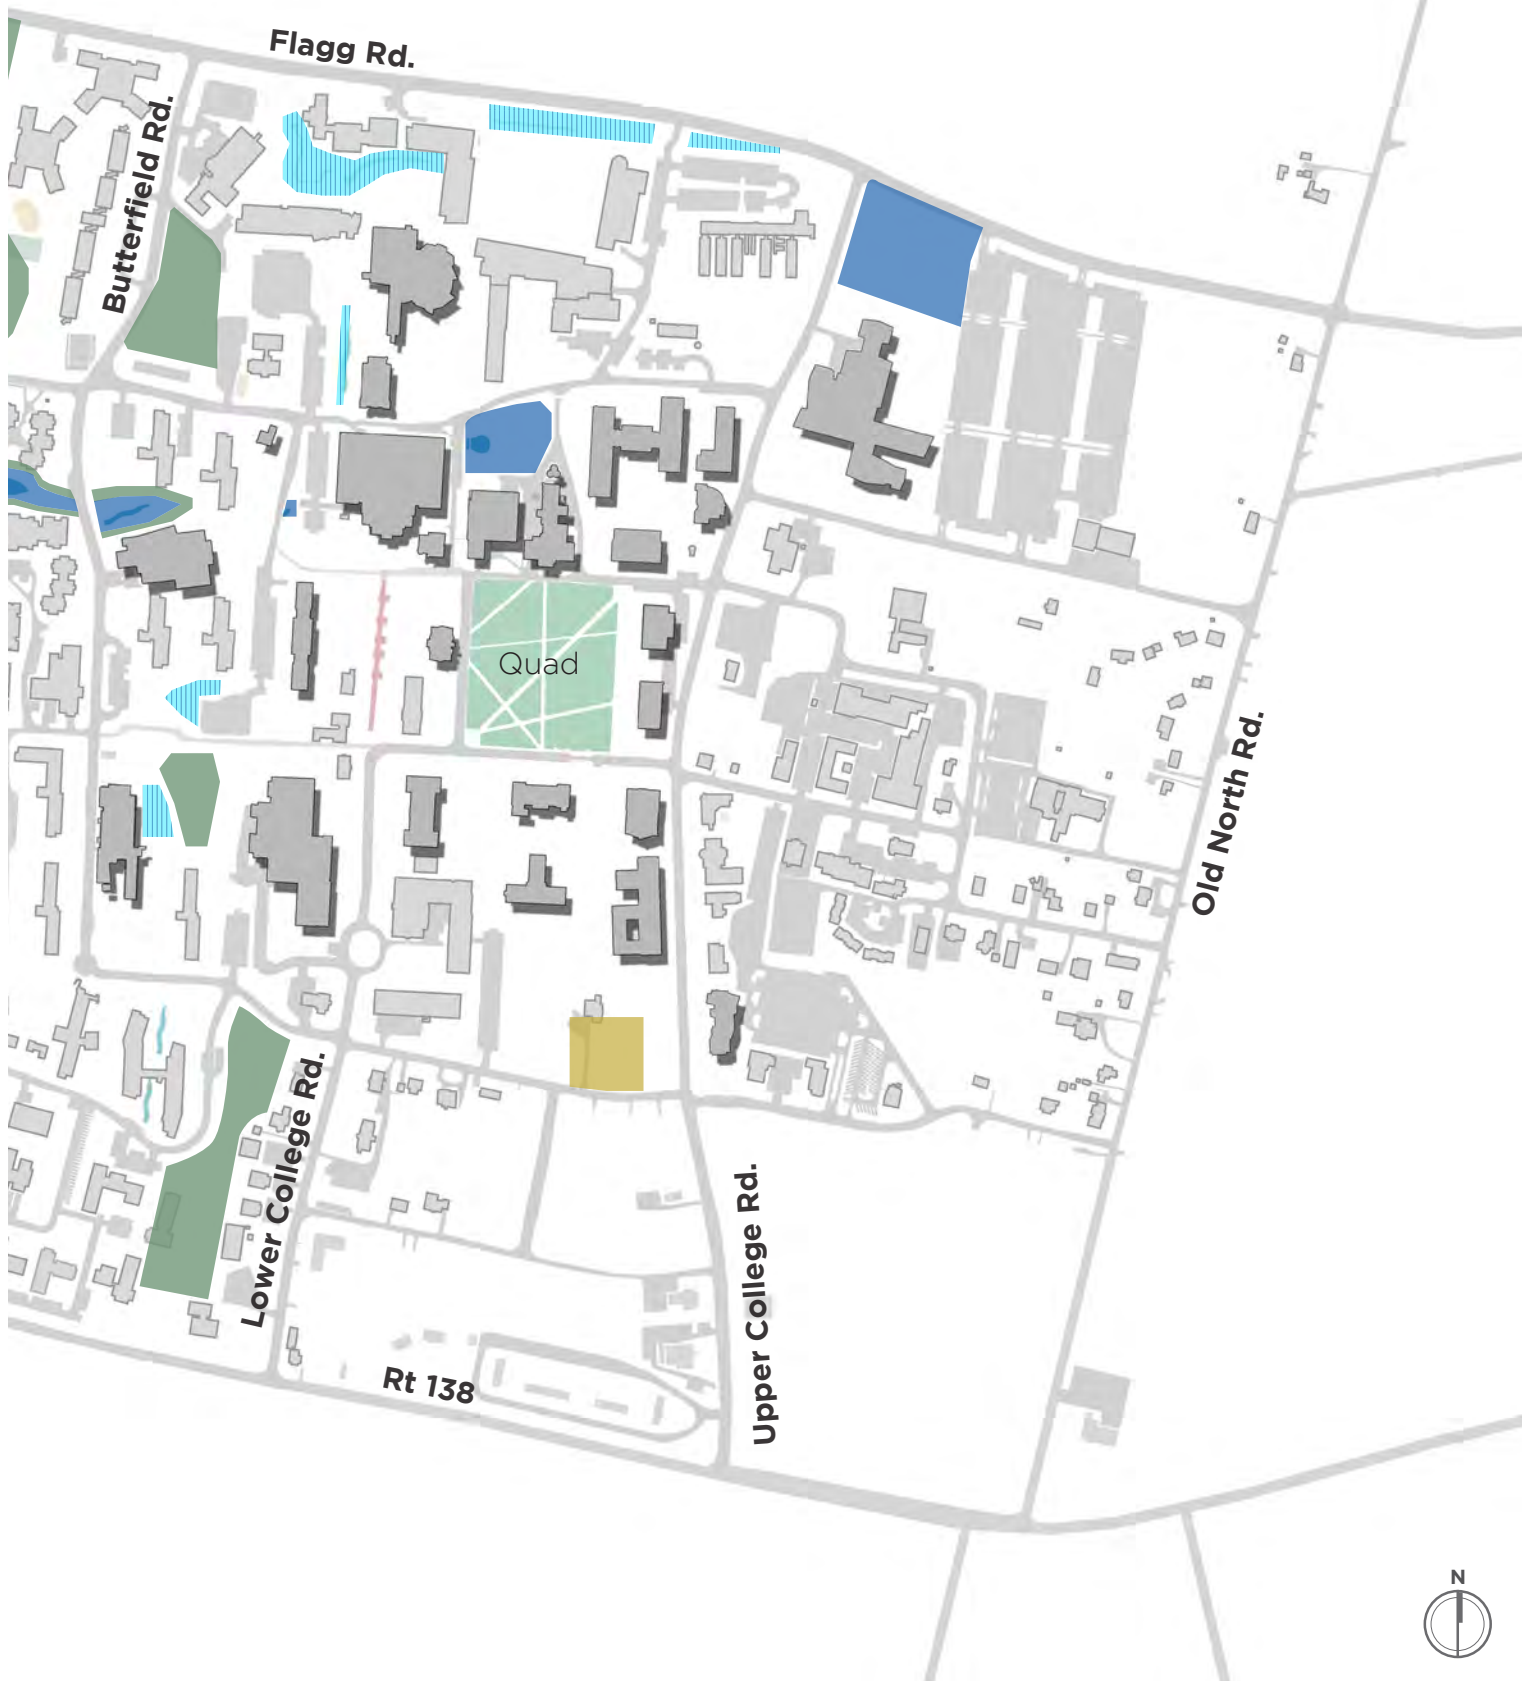 Flagg Rd.
Butterfield Rd.
Quad
Old North Rd.
Lower College Rd.
Upper College Rd.
Rt 138
N